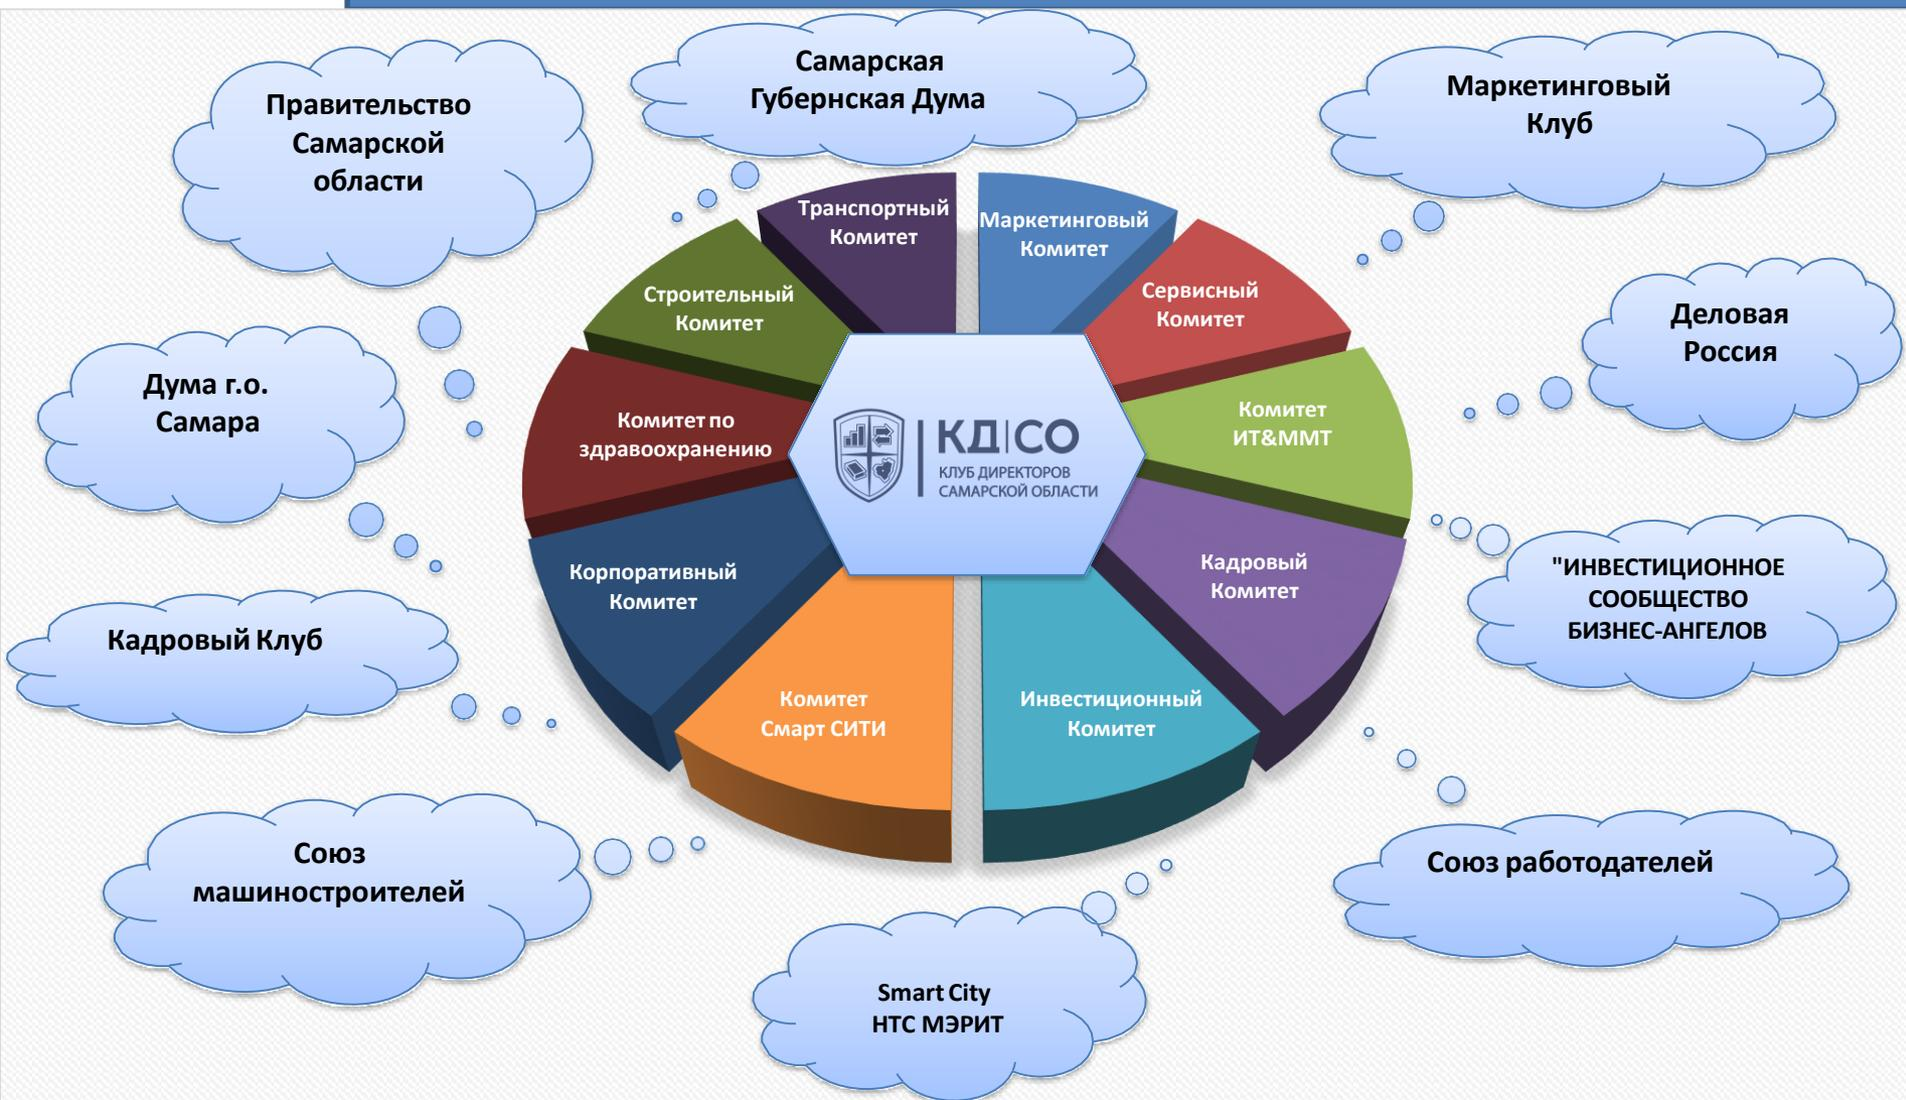 Самарская
Губернская Дума
Маркетинговый
Клуб
Правительство
Самарской
области
Транспортный
Комитет
Маркетинговый
Комитет
Строительный
Комитет
Сервисный
Комитет
Деловая
Россия
Дума г.о.
Самара
Комитет по
здравоохранению
КД|СО
КЛУБ ДИРЕКТОРОВ
САМАРСКОЙ ОБЛАСТИ
Комитет
ИТ&ММТ
Корпоративный
Комитет
Кадровый
Комитет
"ИНВЕСТИЦИОННОЕ
СООБЩЕСТВО
БИЗНЕС-АНГЕЛОВ
Кадровый Клуб
Комитет
Смарт СИТИ
Инвестиционный
Комитет
Союз
машиностроителей
Союз работодателей
Smart City
НТС МЭРИТ